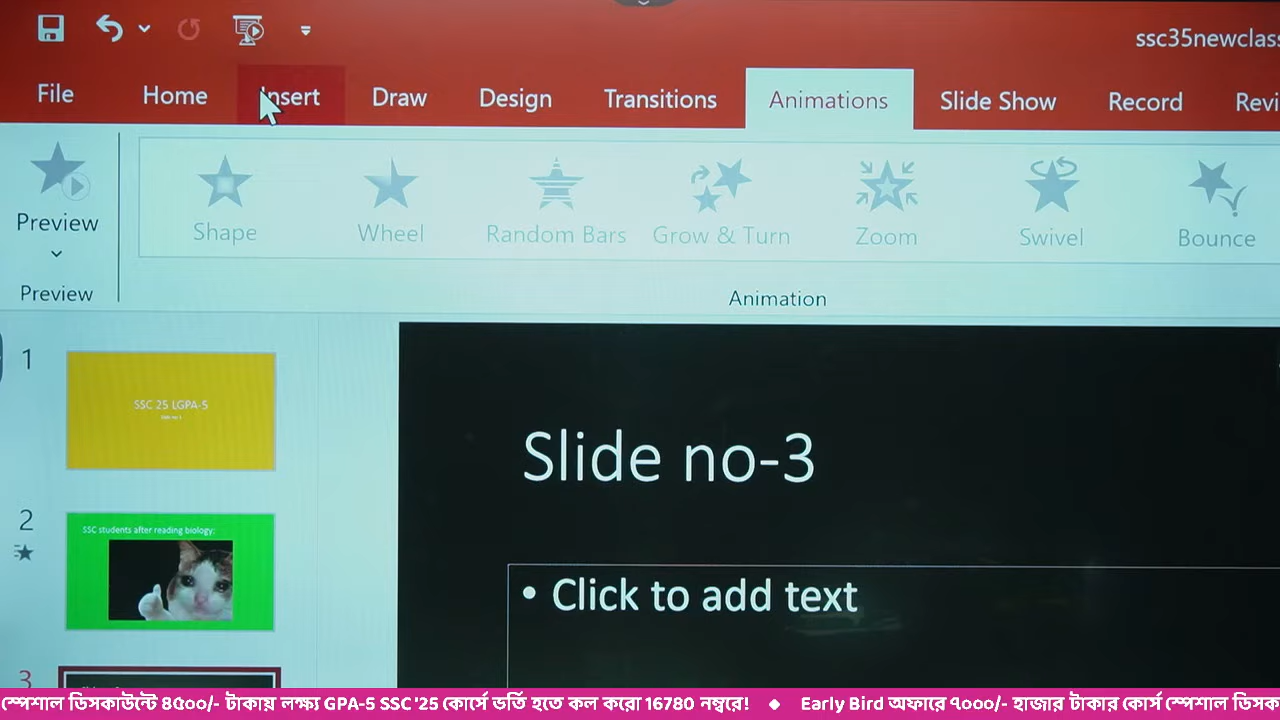 ssc35newclass
File Home Insert Draw Design Transitions Animations Slide Show Record Revi
Preview
Shape Wheel Random Bars Grow & Turn Zoom Swivel Bounce
Preview
Animation
1
SSC 25 LGPA-5
2
SSC students after reading biology:
3
Slide no-3
• Click to add text
স্পেশাল ডিসকাউন্টে ৪৫০০/- টাকায় লক্ষ্য GPA-5 SSC '25 কোর্সে ভর্তি হতে কল করো 16780 নম্বরে! ◆ Early Bird অফারে ৭০০০/- হাজার টাকার কোর্স স্পেশাল ডিসক